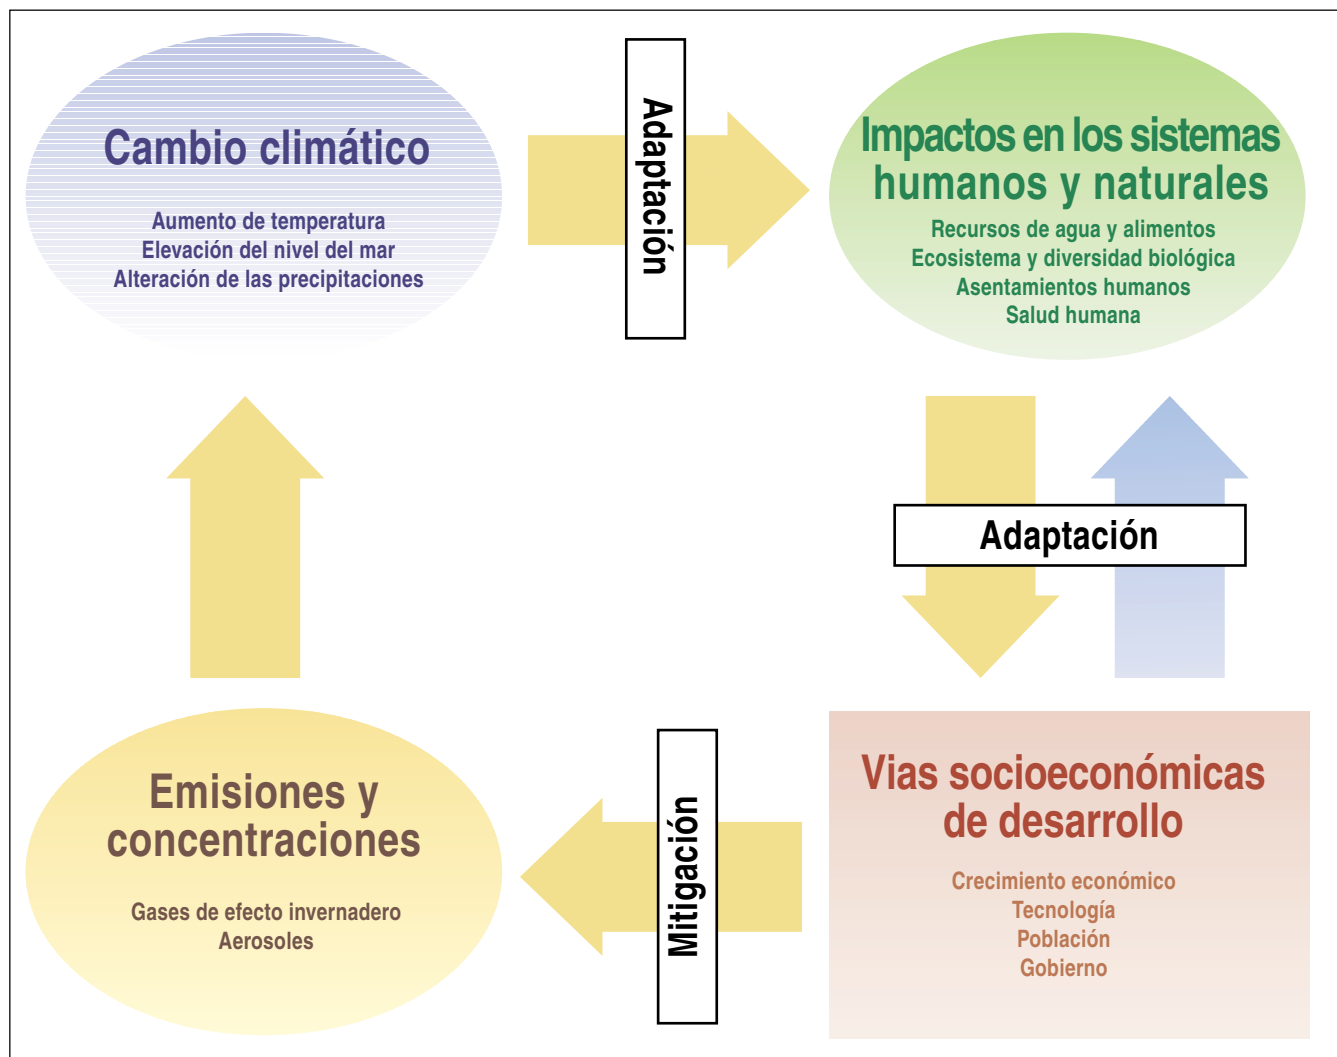 Cambio climático
Aumento de temperatura
Elevación del nivel del mar
Alteración de las precipitaciones
Adaptación
Impactos en los sistemas
humanos y naturales
Recursos de agua y alimentos
Ecosistema y diversidad biológica
Asentamientos humanos
Salud humana
Adaptación
Emisiones y
concentraciones
Gases de efecto invernadero
Aerosoles
Mitigación
Vias socioeconómicas
de desarrollo
Crecimiento económico
Tecnología
Población
Gobierno